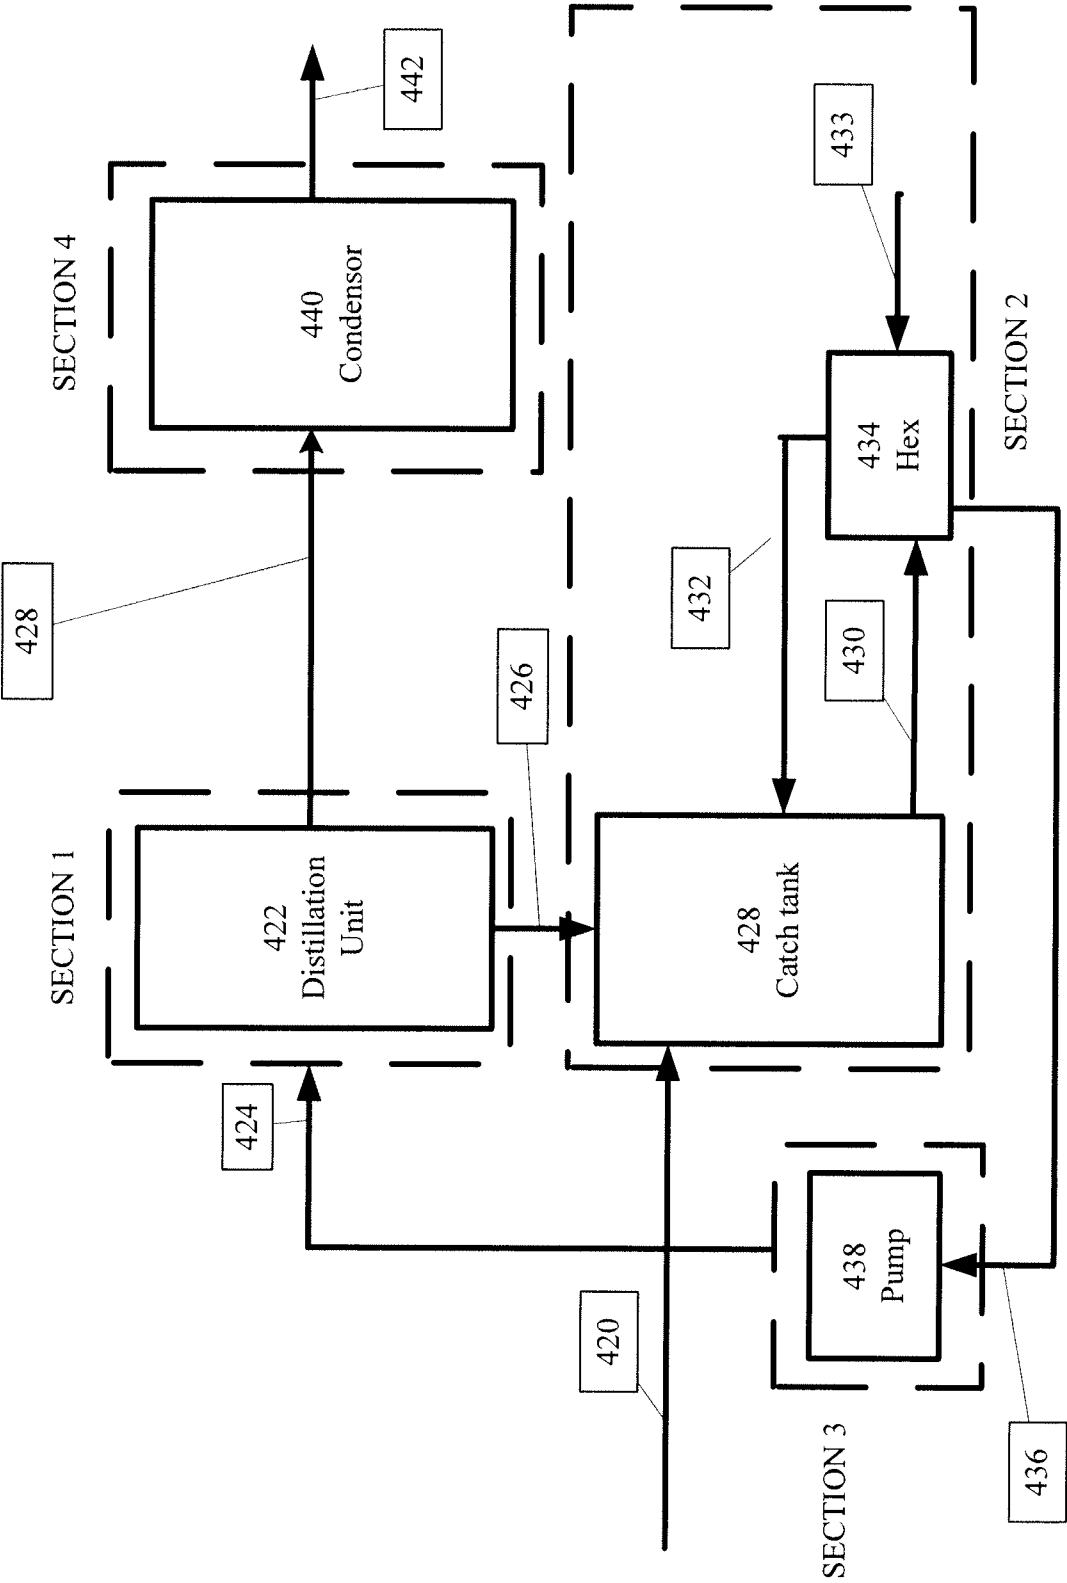 SECTION 1
422
Distillation
Unit
SECTION 4
440
Condensor
442
428
424
426
420
428
Catch tank
432
430
433
434
Hex
SECTION 2
438
Pump
SECTION 3
436